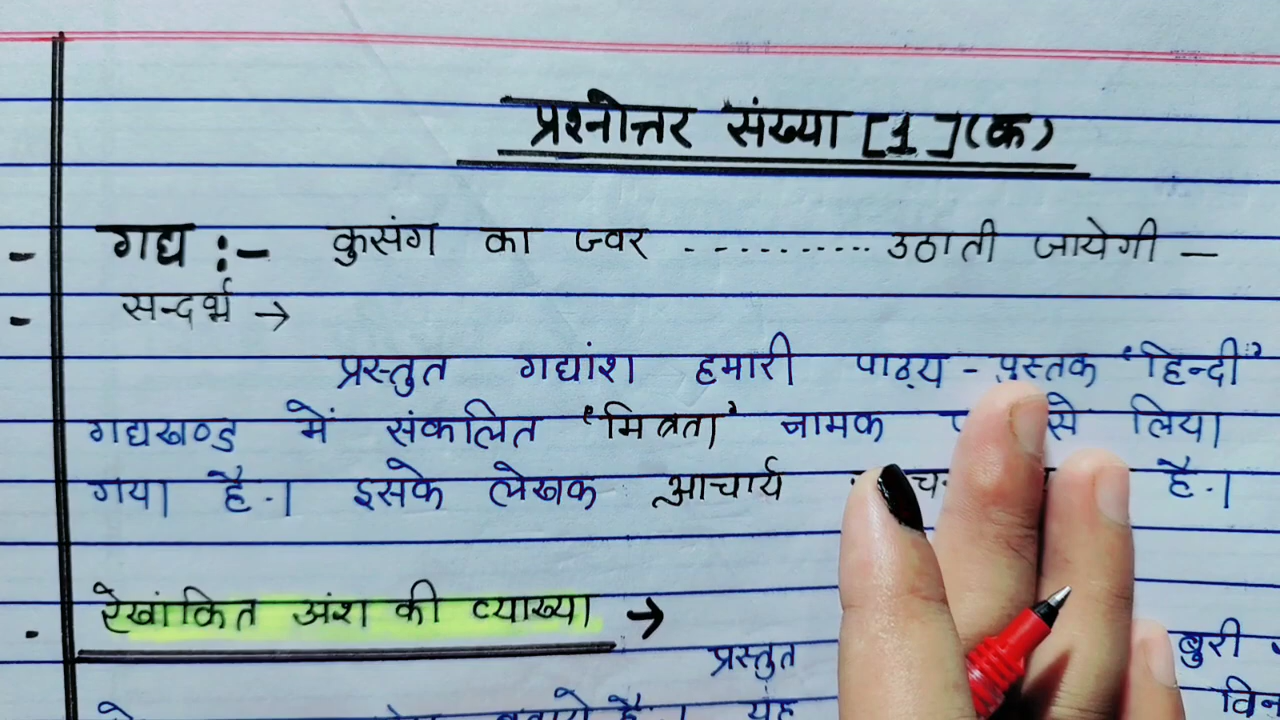 प्रश्नोत्तर संख्या [1](क)
गद्य :- कुसंग का ज्वर ........... उठाती जायेगी —
सन्दर्भ →
प्रस्तुत गद्यांश हमारी पाठ्य-पुस्तक 'हिन्दी'
गद्यखण्ड में संकलित 'मित्रता' नामक से लिया
गया है। इसके लेखक आचार्य है।
रेखांकित अंश की व्याख्या →
प्रस्तुत बुरी
यह